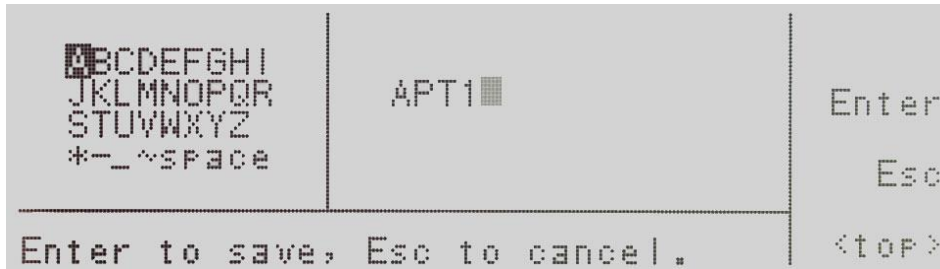 ABCDEFGHI
JKLMNOPQR
STUVWXYZ
*-_~space
APT1
Enter
Esc
Enter to save, Esc to cancel.
<top>